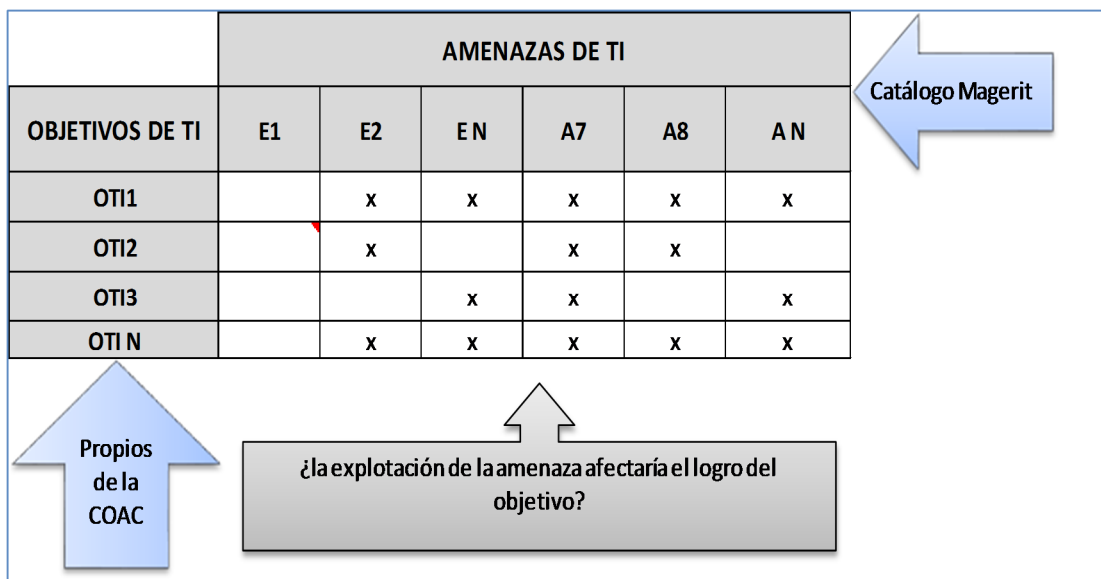 AMENAZAS DE TI
Catálogo Magerit
OBJETIVOS DE TI E1 E2 E N A7 A8 A N
OTI1 x x x x x
OTI2 x x x
OTI3 x x x
OTI N x x x x x
Propios
de la
COAC
¿la explotación de la amenaza afectaría el logro del
objetivo?